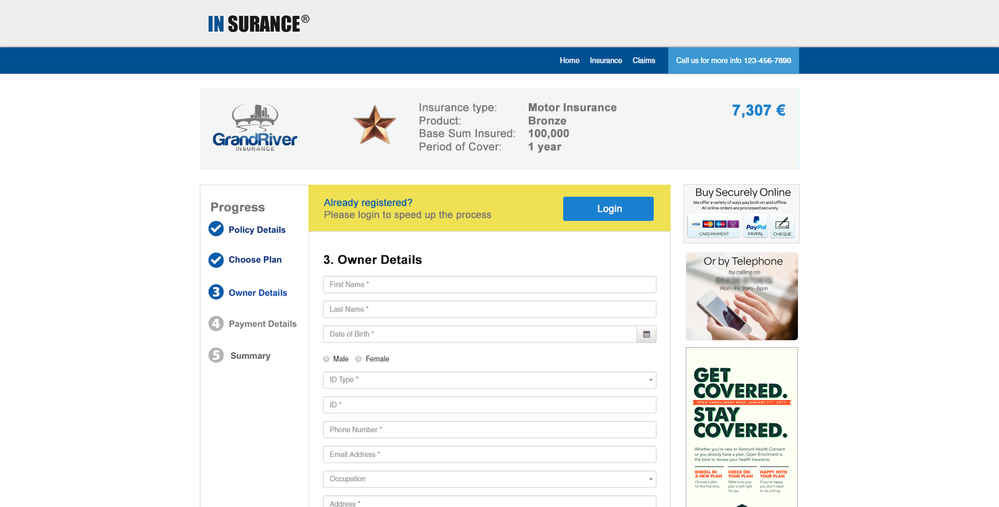 IN SURANCE®
Home Insurance Claims Call us for more info 123-456-7890
GrandRiver
INSURANCE
Insurance type: Motor Insurance
Product: Bronze
Base Sum Insured: 100,000
Period of Cover: 1 year
7,307 €
Progress
Policy Details
Choose Plan
3 Owner Details
4 Payment Details
5 Summary
Already registered?
Please login to speed up the process
Login
3. Owner Details
First Name *
Last Name *
Date of Birth *
Male Female
ID Type *
ID *
Phone Number *
Email Address *
Occupation
Address *
Buy Securely Online
We offer a variety of ways pay both on and offline.
All online orders are processed securely.
VISA
PayPal
CARD PAYMENT PAYPAL CHEQUE
Or by Telephone
by calling on
Mon - Fri 9am - 6pm
GET
COVERED.
OPEN ENROLLMENT ENDS JANUARY 31ST, 2017!
STAY
COVERED.
Whether you're new to Vermont Health Connect
or you already have a plan, Open Enrollment is
the time to review your health insurance.
ENROLL IN
A NEW PLAN
Choose a plan
for the first time.
CHECK ON
YOUR PLAN
Make sure your
plan is still right
for you.
HAPPY WITH
YOUR PLAN
If you're happy,
you don't need
to do a thing.